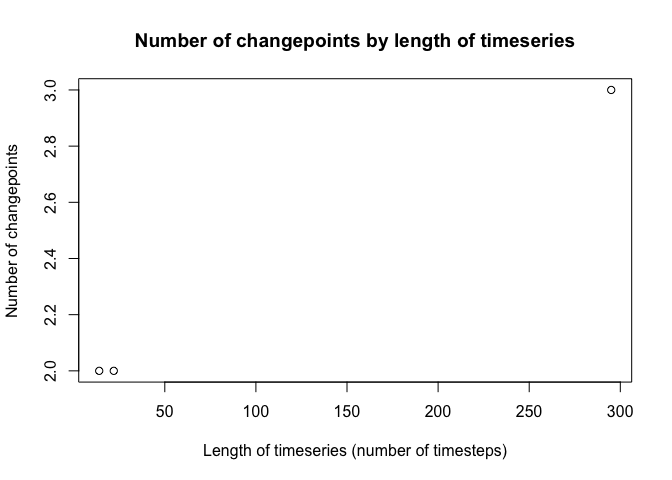 Number of changepoints by length of timeseries
Number of changepoints
3.0
2.8
2.6
2.4
2.2
2.0
50 100 150 200 250 300
Length of timeseries (number of timesteps)